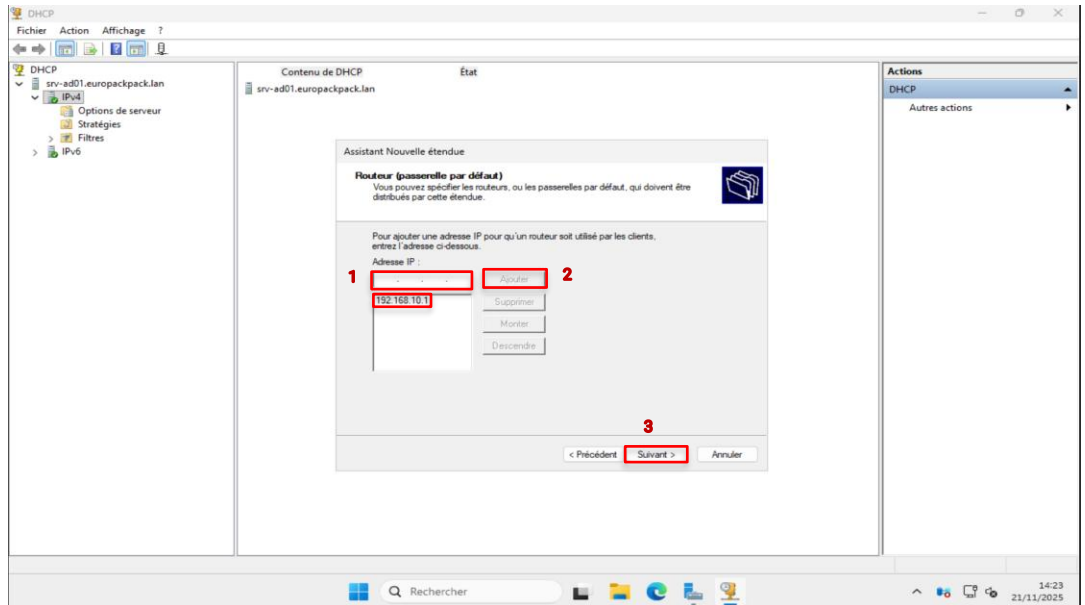 DHCP
Fichier Action Affichage ?
DHCP
srv-ad01.europackpack.lan
IPv4
Options de serveur
Stratégies
Filtres
IPv6
Contenu de DHCP État
srv-ad01.europackpack.lan
Actions
DHCP
Autres actions
Assistant Nouvelle étendue
Routeur (passerelle par défaut)
Vous pouvez spécifier les routeurs, ou les passerelles par défaut, qui doivent être
distribués par cette étendue.
Pour ajouter une adresse IP pour qu'un routeur soit utilisé par les clients,
entrez l'adresse ci-dessous.
Adresse IP :
1 . . . Ajouter 2
192.168.10.1 Supprimer
Monter
Descendre
3
< Précédent Suivant > Annuler
Rechercher
14:23
21/11/2025